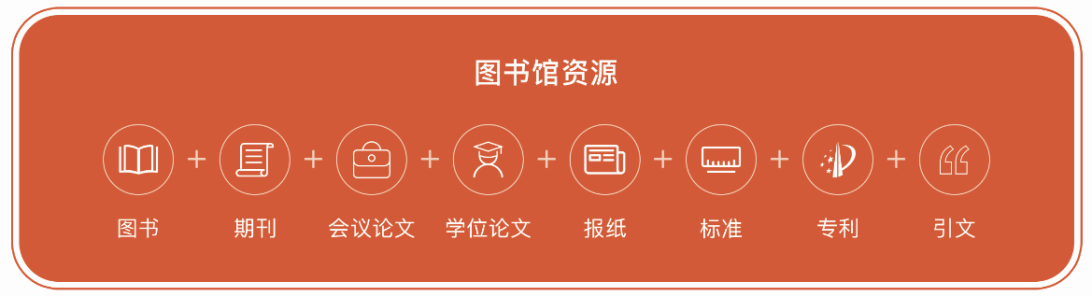 图书馆资源
图书 + 期刊 + 会议论文 + 学位论文 + 报纸 + 标准 + 专利 + 引文